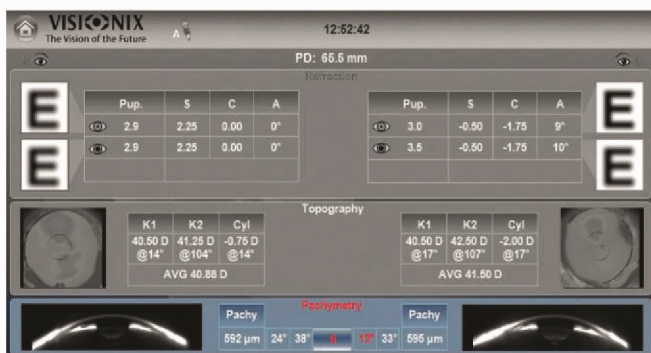 VISIONIX
The Vision of the Future
A
12:52:42
PD: 65.5 mm
Refraction
E
Pup. S C A
2.9 2.25 0.00 0°
2.9 2.25 0.00 0°
E
E
Pup. S C A
3.0 -0.50 -1.75 9°
3.5 -0.50 -1.75 10°
E
Topography
K1 K2 Cyl
40.50 D 41.25 D -0.75 D
@14° @104° @14°
AVG 40.88 D
K1 K2 Cyl
40.50 D 42.50 D -2.00 D
@17° @107° @17°
AVG 41.50 D
Pachymetry
Pachy
592 µm 24° 38°
12° 33°
Pachy
595 µm